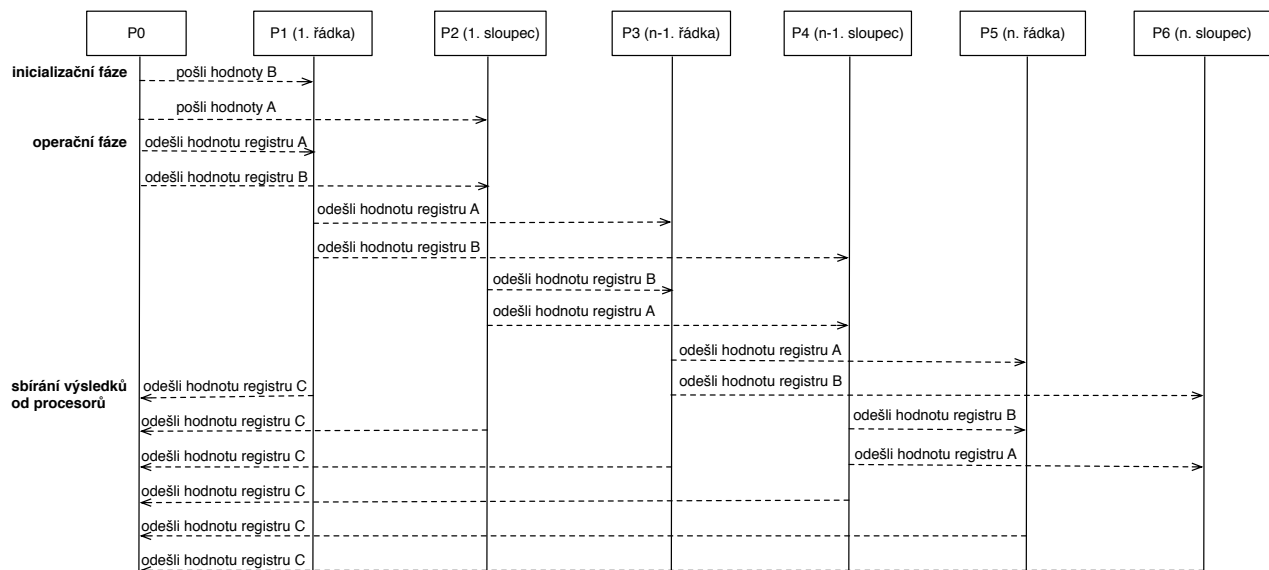 P0
P1 (1. řádka)
P2 (1. sloupec)
P3 (n-1. řádka)
P4 (n-1. sloupec)
P5 (n. řádka)
P6 (n. sloupec)
inicializační fáze
pošli hodnoty B
pošli hodnoty A
operační fáze
odešli hodnotu registru A
odešli hodnotu registru B
odešli hodnotu registru A
odešli hodnotu registru B
odešli hodnotu registru B
odešli hodnotu registru A
odešli hodnotu registru A
sbírání výsledků
od procesorů
odešli hodnotu registru C
odešli hodnotu registru B
odešli hodnotu registru C
odešli hodnotu registru B
odešli hodnotu registru C
odešli hodnotu registru A
odešli hodnotu registru C
odešli hodnotu registru C
odešli hodnotu registru C